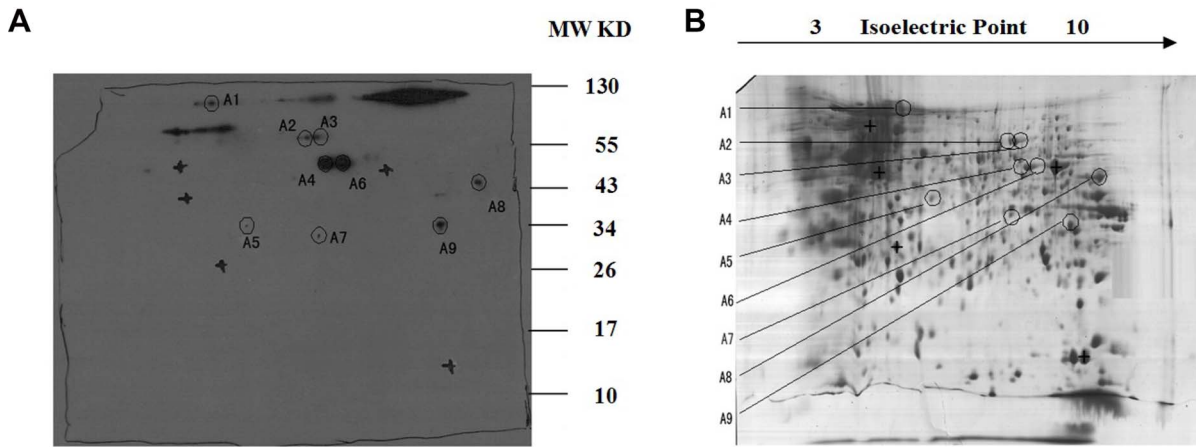 A
MW KD
130
55
43
34
26
17
10
A1
A2
A3
A4
A6
A8
A5
A7
A9
B
3 Isoelectric Point 10
A1
A2
A3
A4
A5
A6
A7
A8
A9